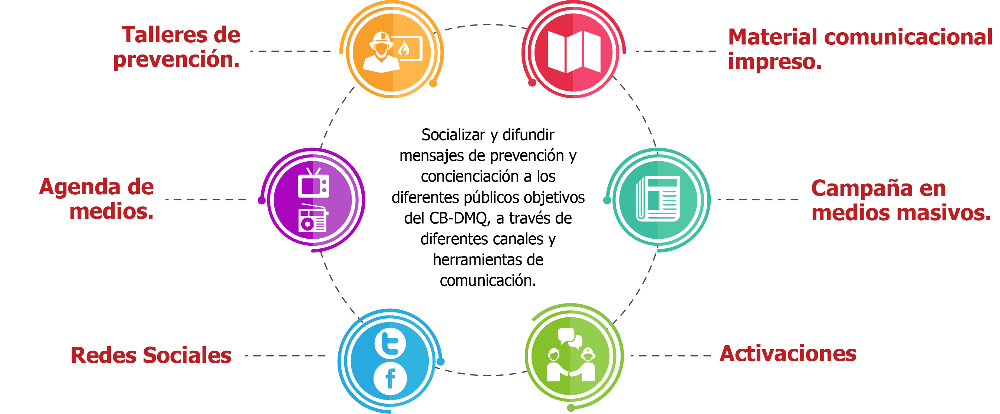 Talleres de
prevención.
Material comunicacional
impreso.
Agenda de
medios.
Socializar y difundir
mensajes de prevención y
concienciación a los
diferentes públicos objetivos
del CB-DMQ, a través de
diferentes canales y
herramientas de
comunicación.
Campaña en
medios masivos.
Redes Sociales
Activaciones